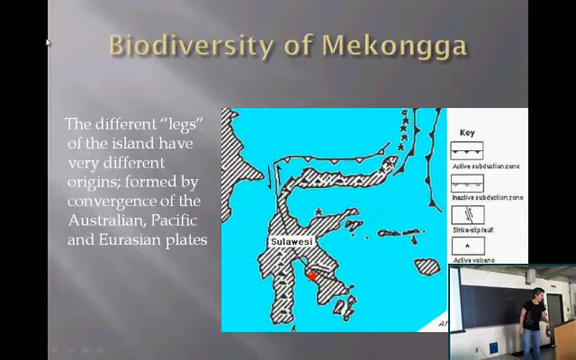 Biodiversity of Mekongga
The different “legs”
of the island have
very different
origins; formed by
convergence of the
Australian, Pacific
and Eurasian plates
Sulawesi
Key
Active subduction zone
Inactive subduction zone
Strike-slip fault
Active volcano